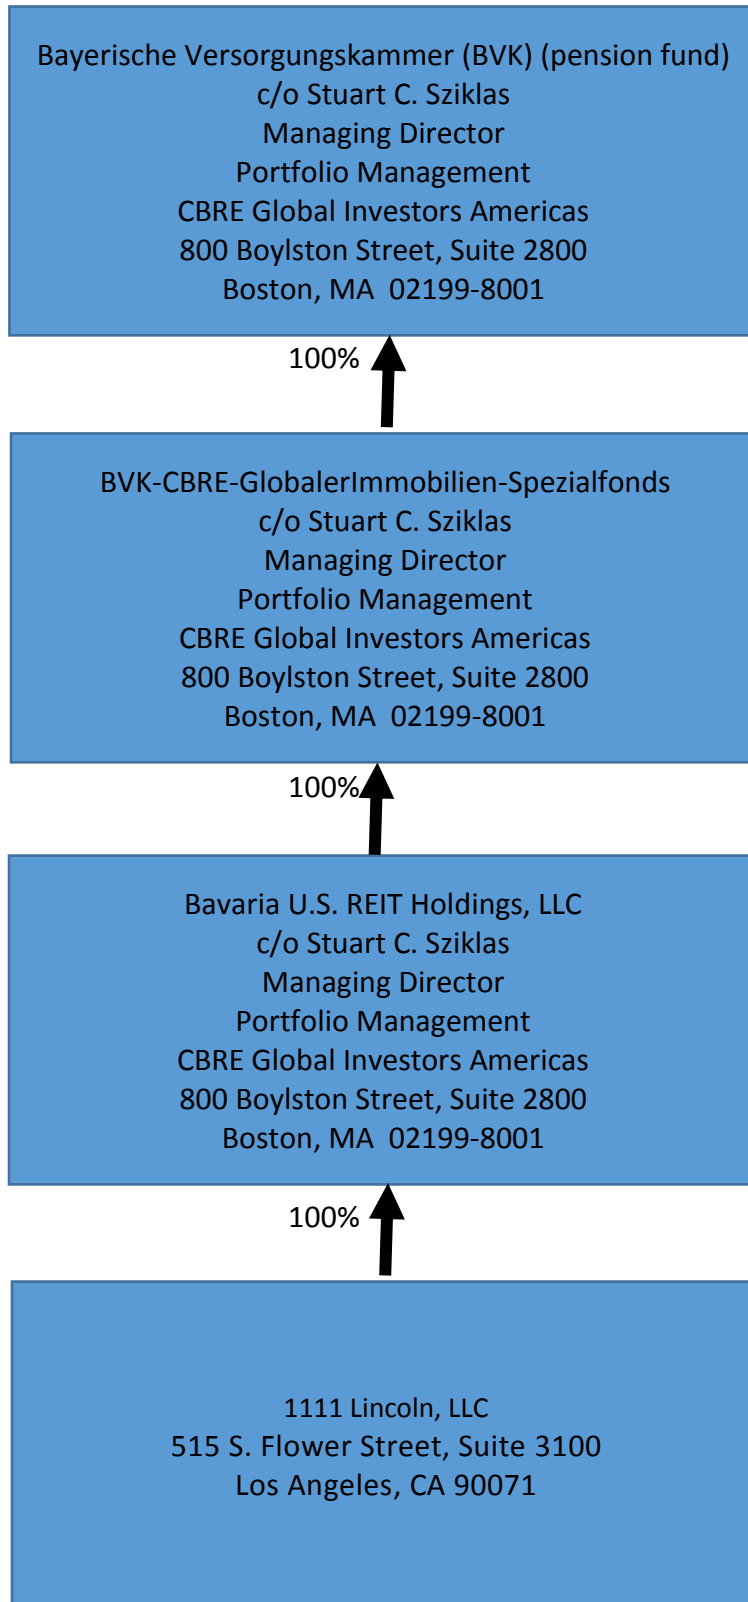 Bayerische Versorgungskammer (BVK) (pension fund)
c/o Stuart C. Sziklas
Managing Director
Portfolio Management
CBRE Global Investors Americas
800 Boylston Street, Suite 2800
Boston, MA 02199-8001
100%
BVK-CBRE-GlobalerImmobilien-Spezialfonds
c/o Stuart C. Sziklas
Managing Director
Portfolio Management
CBRE Global Investors Americas
800 Boylston Street, Suite 2800
Boston, MA 02199-8001
100%
Bavaria U.S. REIT Holdings, LLC
c/o Stuart C. Sziklas
Managing Director
Portfolio Management
CBRE Global Investors Americas
800 Boylston Street, Suite 2800
Boston, MA 02199-8001
100%
1111 Lincoln, LLC
515 S. Flower Street, Suite 3100
Los Angeles, CA 90071